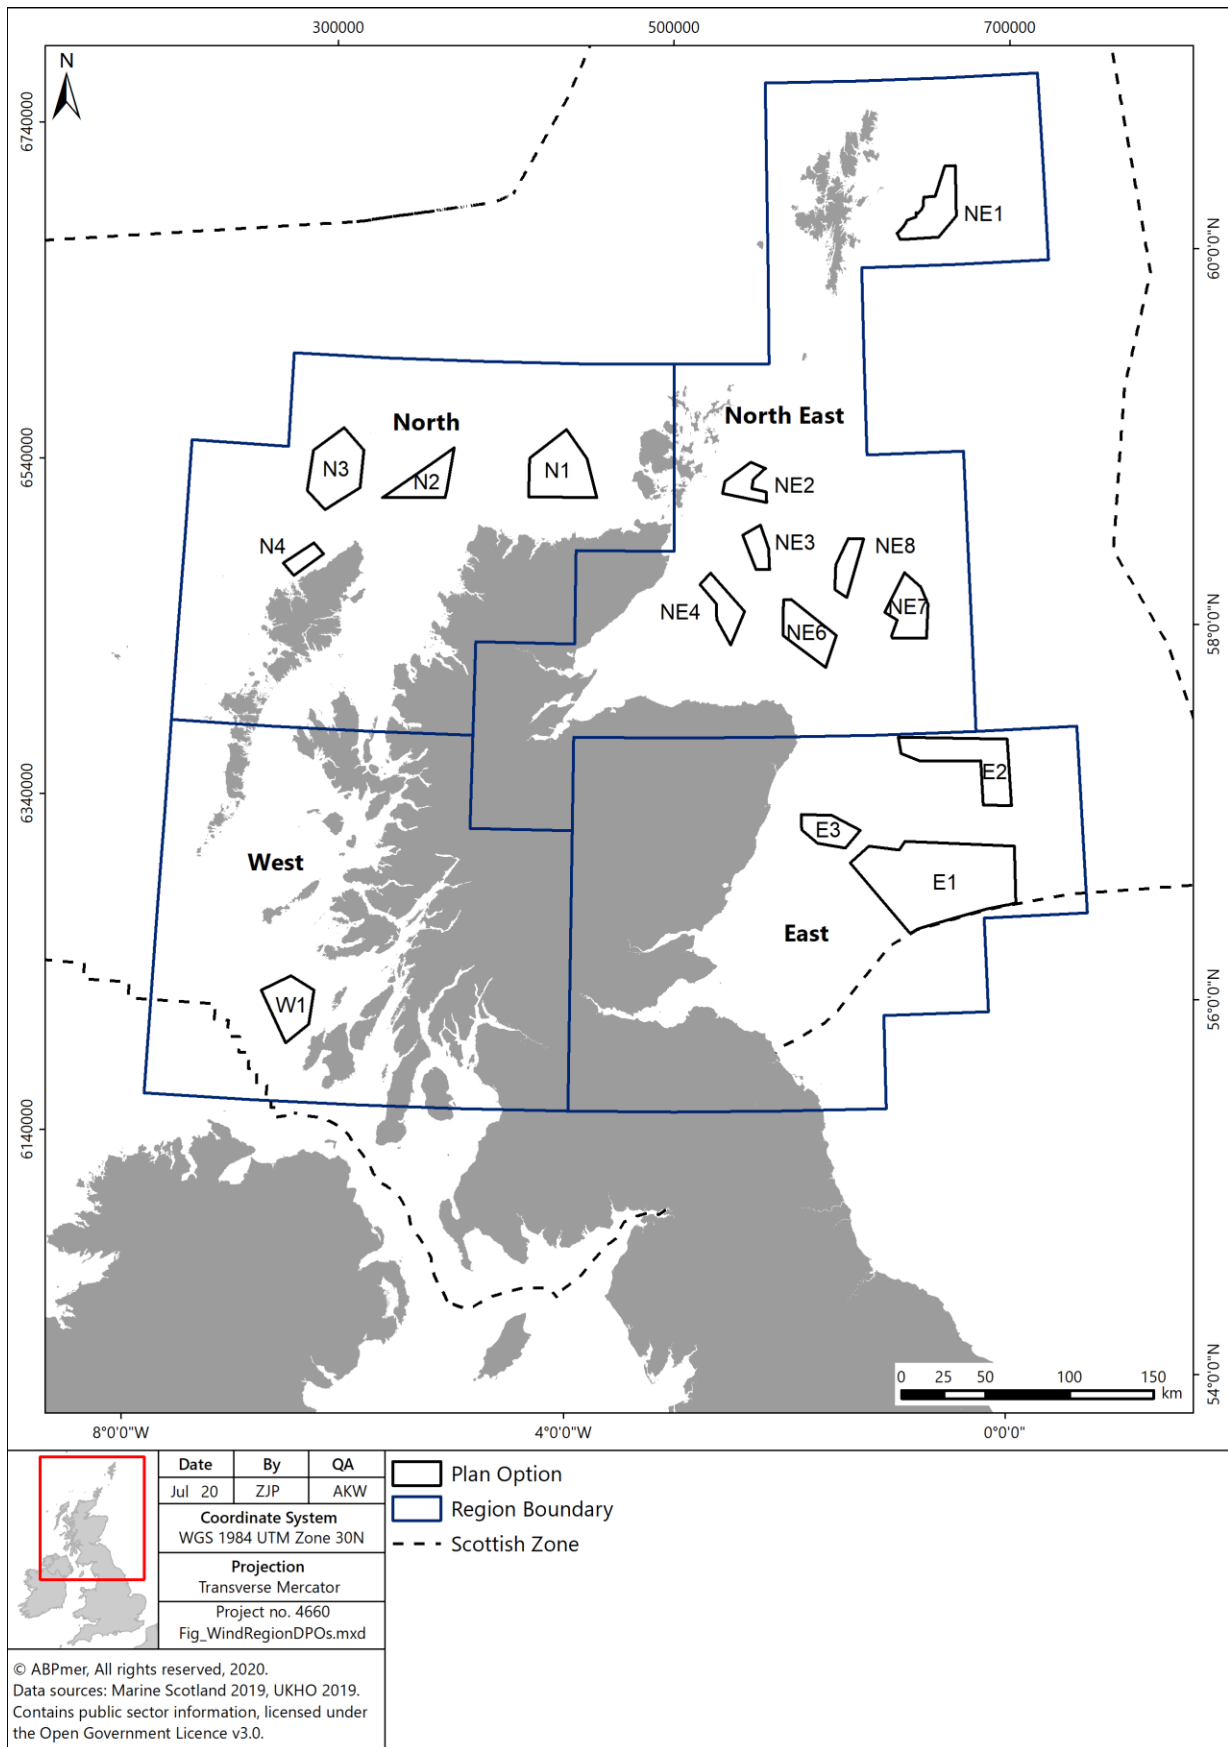 300000 500000 700000
N
6740000
6540000
6340000
6140000
60°0'0"N
58°0'0"N
56°0'0"N
54°0'0"N
NE1
North
North East
N3
N2
N1
NE2
N4
NE3
NE8
NE4
NE6
NE7
E2
E3
West
E1
East
W1
0 25 50 100 150
km
8°0'0"W 4°0'0"W 0°0'0"
Date By QA
Jul 20 ZJP AKW
Coordinate System
WGS 1984 UTM Zone 30N
Projection
Transverse Mercator
Project no. 4660
Fig_WindRegionDPOs.mxd
Plan Option
Region Boundary
Scottish Zone
© ABPmer, All rights reserved, 2020.
Data sources: Marine Scotland 2019, UKHO 2019.
Contains public sector information, licensed under
the Open Government Licence v3.0.